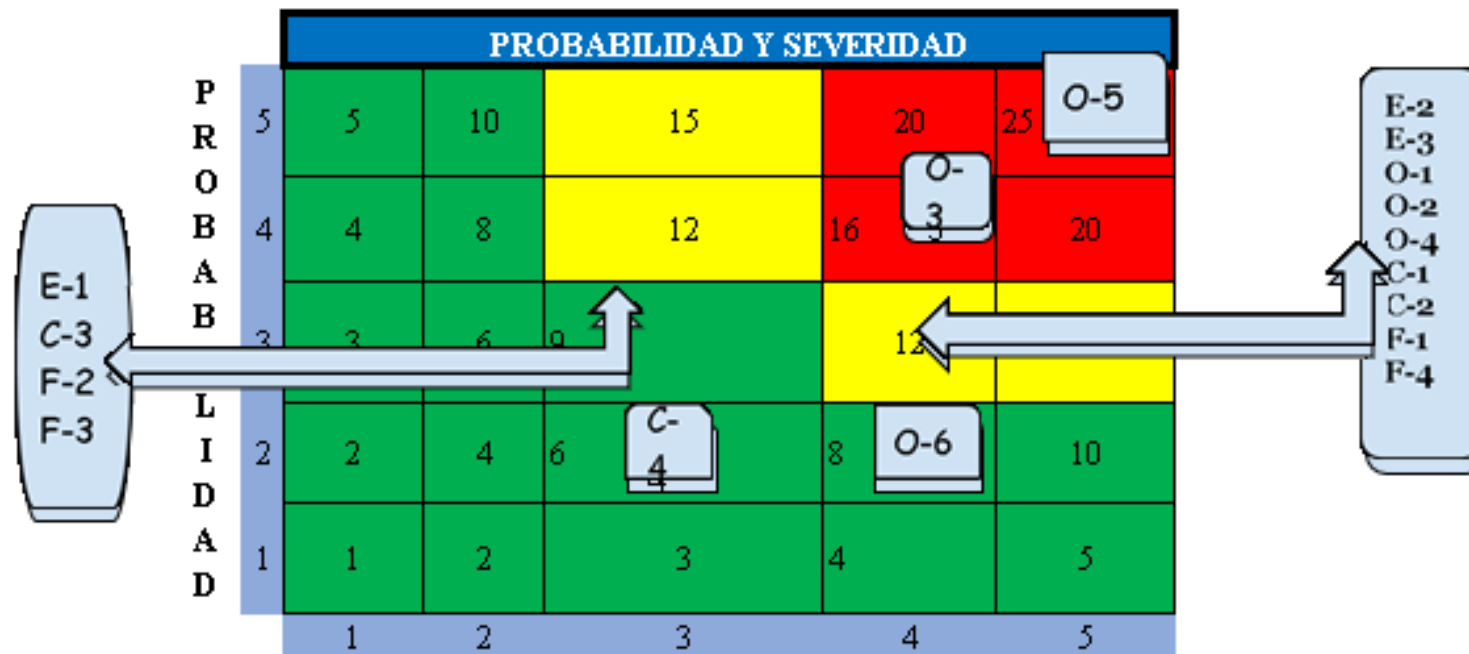 PROBABILIDAD Y SEVERIDAD
P
R
O
B
A
B
L
I
D
A
D
5 5 10 15 20 25 O-5
4 4 8 12 16 O-3 20
3 3 6 9 12
2 2 4 6 C-4 8 O-6 10
1 1 2 3 4 5
1 2 3 4 5
E-1
C-3
F-2
F-3
E-2
E-3
O-1
O-2
O-4
C-1
C-2
F-1
F-4